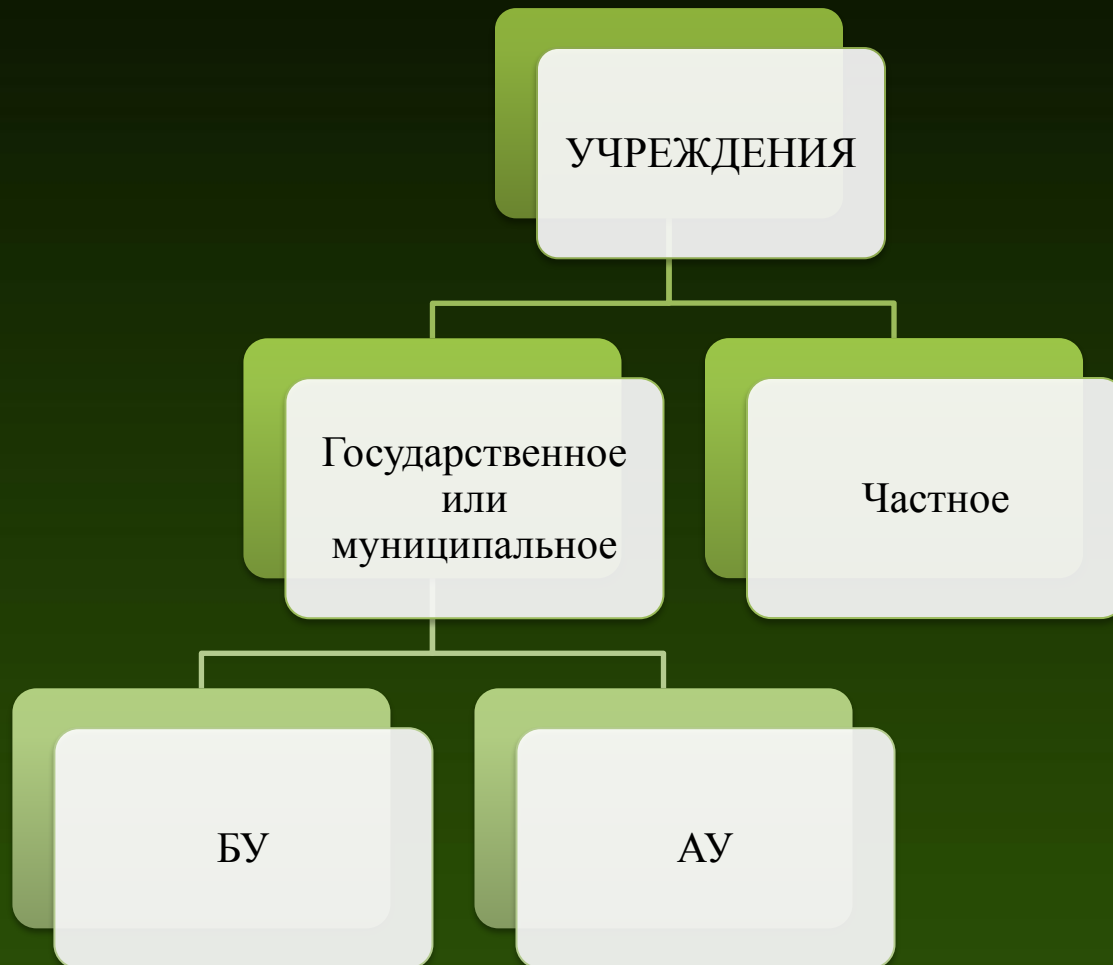 УЧРЕЖДЕНИЯ
Государственное
или
муниципальное
Частное
БУ
АУ